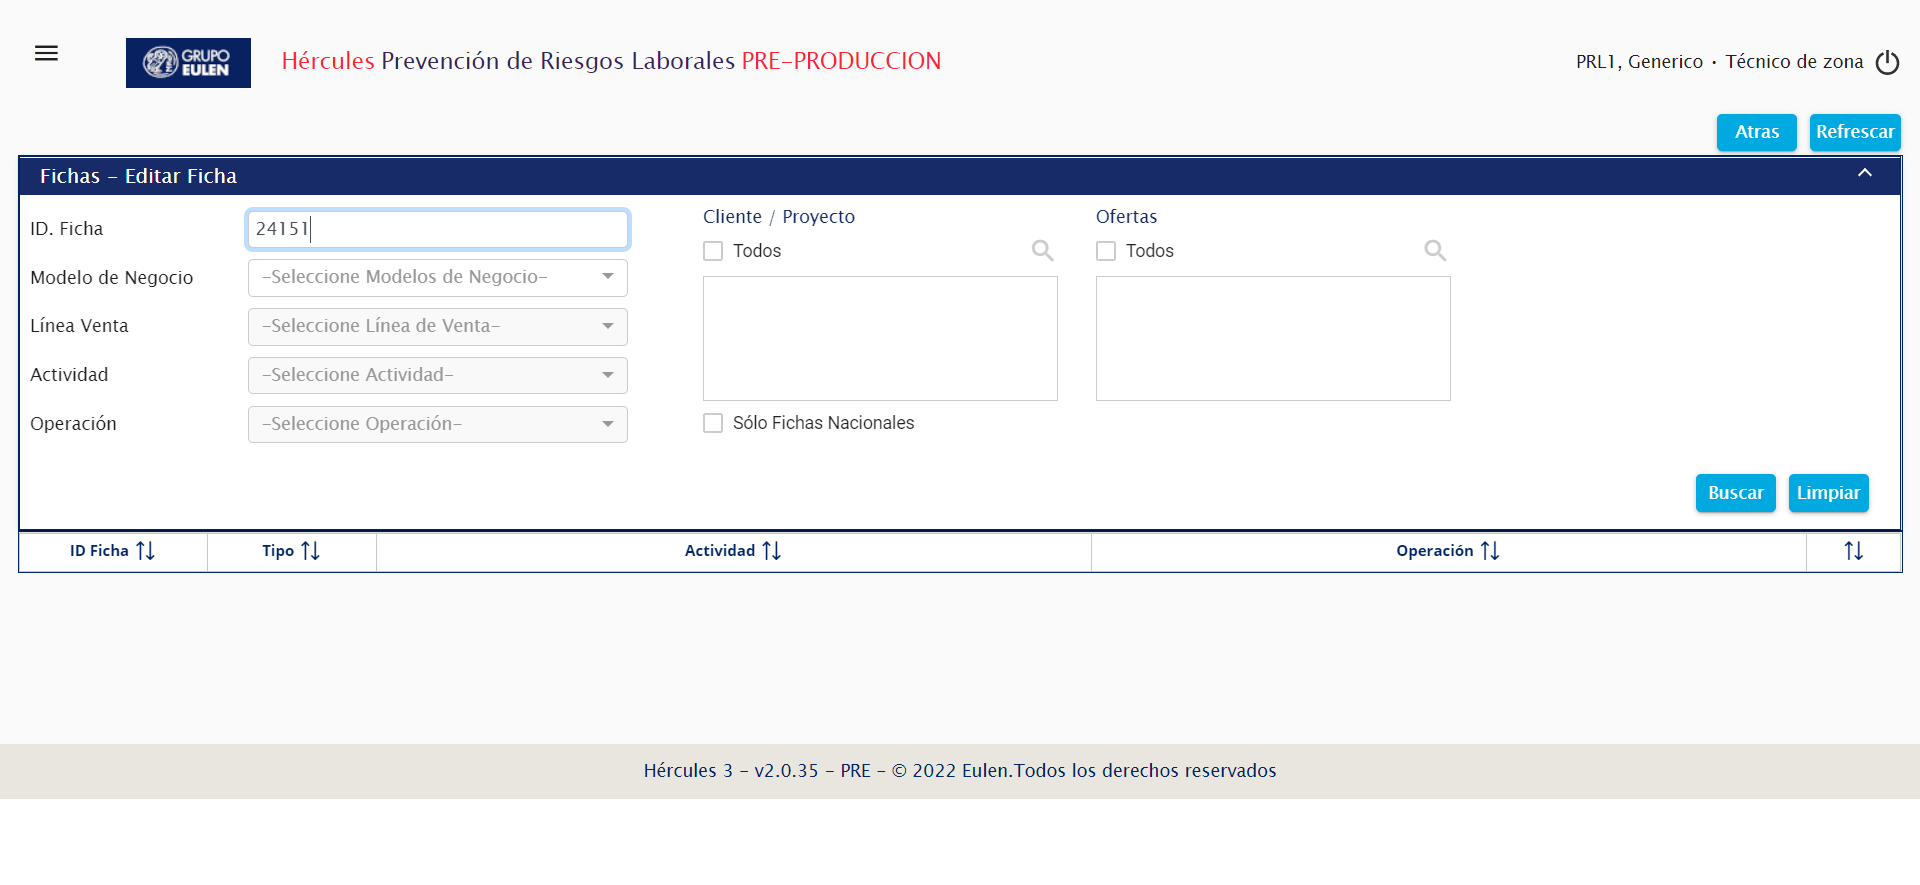 GRUPO
EULEN
Hércules Prevención de Riesgos Laborales PRE-PRODUCCION
PRL1, Generico · Técnico de zona
Atras
Refrescar
Fichas - Editar Ficha
ID. Ficha
24151
Modelo de Negocio
-Seleccione Modelos de Negocio-
Línea Venta
-Seleccione Línea de Venta-
Actividad
-Seleccione Actividad-
Operación
-Seleccione Operación-
Cliente / Proyecto
Todos
Sólo Fichas Nacionales
Ofertas
Todos
Buscar
Limpiar
ID Ficha
Tipo
Actividad
Operación
Hércules 3 - v2.0.35 - PRE - © 2022 Eulen.Todos los derechos reservados